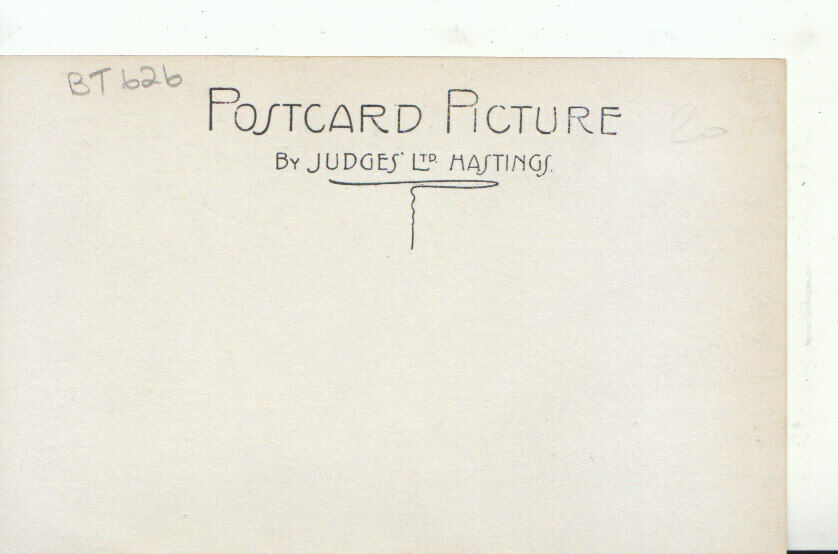 BT626
POSTCARD PICTURE
BY JUDGES' LTD. HASTINGS.
20